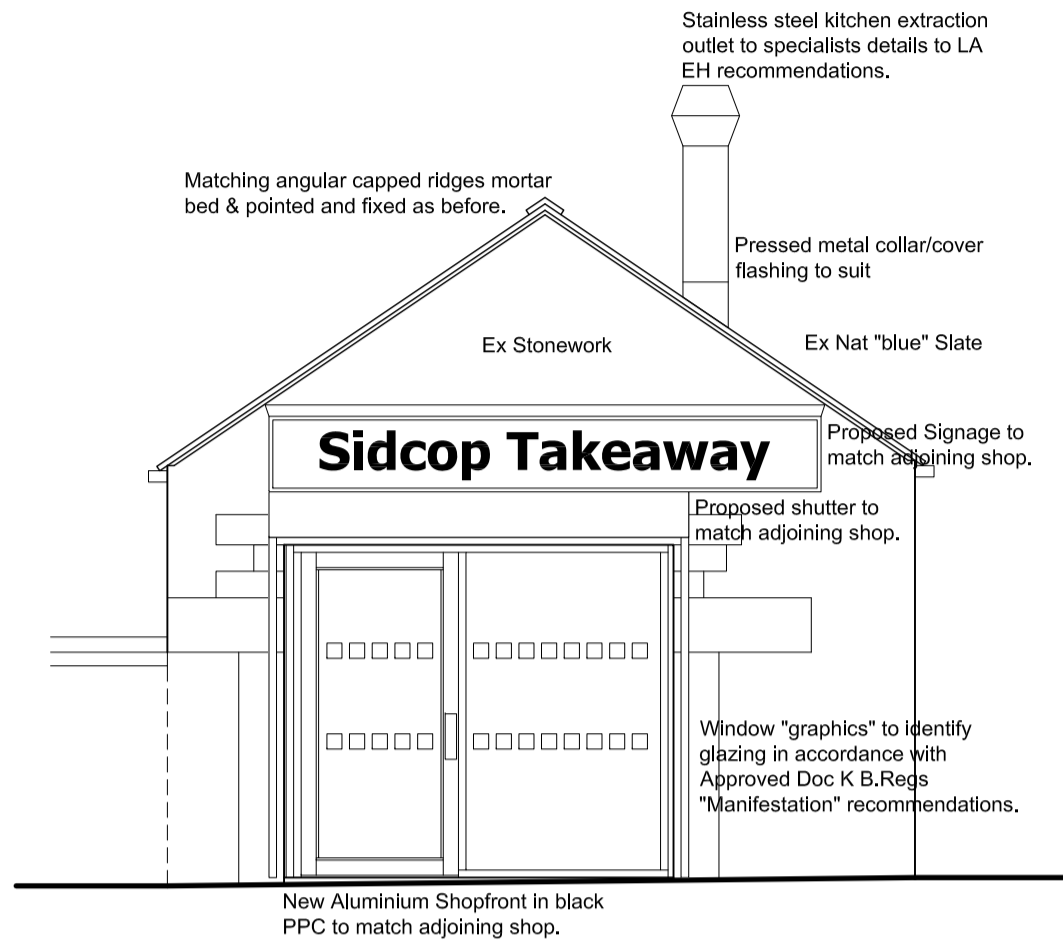 Stainless steel kitchen extraction
outlet to specialists details to LA
EH recommendations.
Matching angular capped ridges mortar
bed & pointed and fixed as before.
Pressed metal collar/cover
flashing to suit
Ex Stonework
Ex Nat "blue" Slate
Sidcop Takeaway
Proposed Signage to
match adjoining shop.
Proposed shutter to
match adjoining shop.
Window "graphics" to identify
glazing in accordance with
Approved Doc K B.Regs
"Manifestation" recommendations.
New Aluminium Shopfront in black
PPC to match adjoining shop.